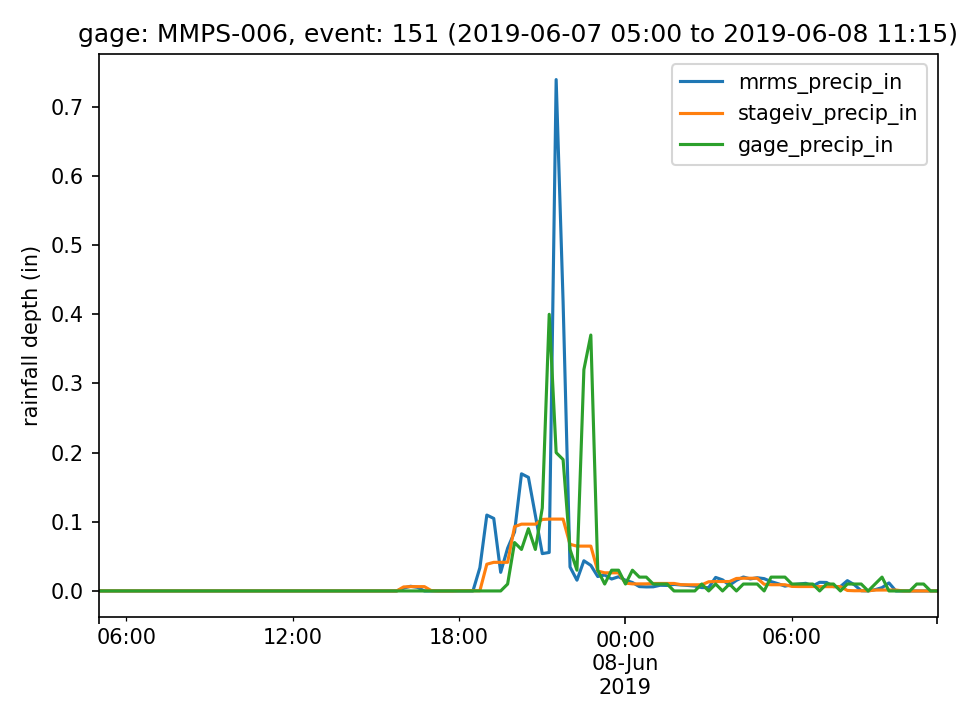 gage: MMPS-006, event: 151 (2019-06-07 05:00 to 2019-06-08 11:15)
mrms_precip_in
stageiv_precip_in
gage_precip_in
rainfall depth (in)
0.7
0.6
0.5
0.4
0.3
0.2
0.1
0.0
06:00
12:00
18:00
00:00
08-Jun
2019
06:00